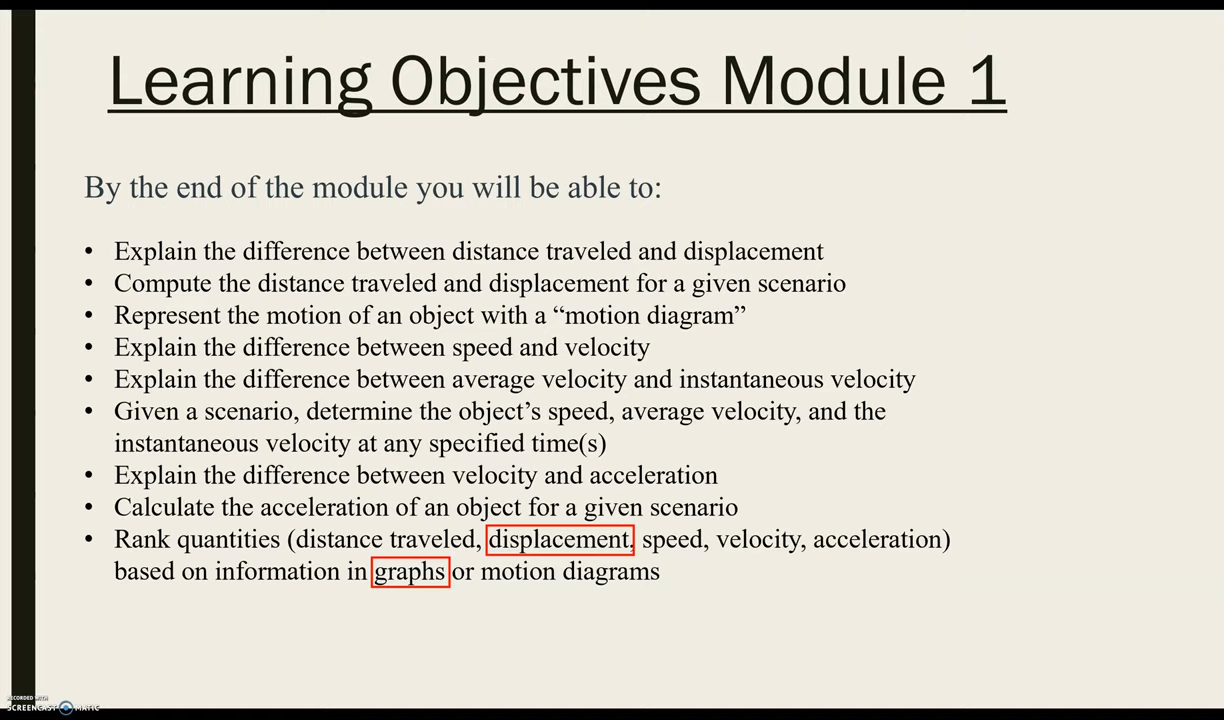 Learning Objectives Module 1
By the end of the module you will be able to:
• Explain the difference between distance traveled and displacement
• Compute the distance traveled and displacement for a given scenario
• Represent the motion of an object with a “motion diagram”
• Explain the difference between speed and velocity
• Explain the difference between average velocity and instantaneous velocity
• Given a scenario, determine the object’s speed, average velocity, and the
instantaneous velocity at any specified time(s)
• Explain the difference between velocity and acceleration
• Calculate the acceleration of an object for a given scenario
• Rank quantities (distance traveled, displacement, speed, velocity, acceleration)
based on information in graphs or motion diagrams
RECORDED WITH
SCREENCAST MATIC